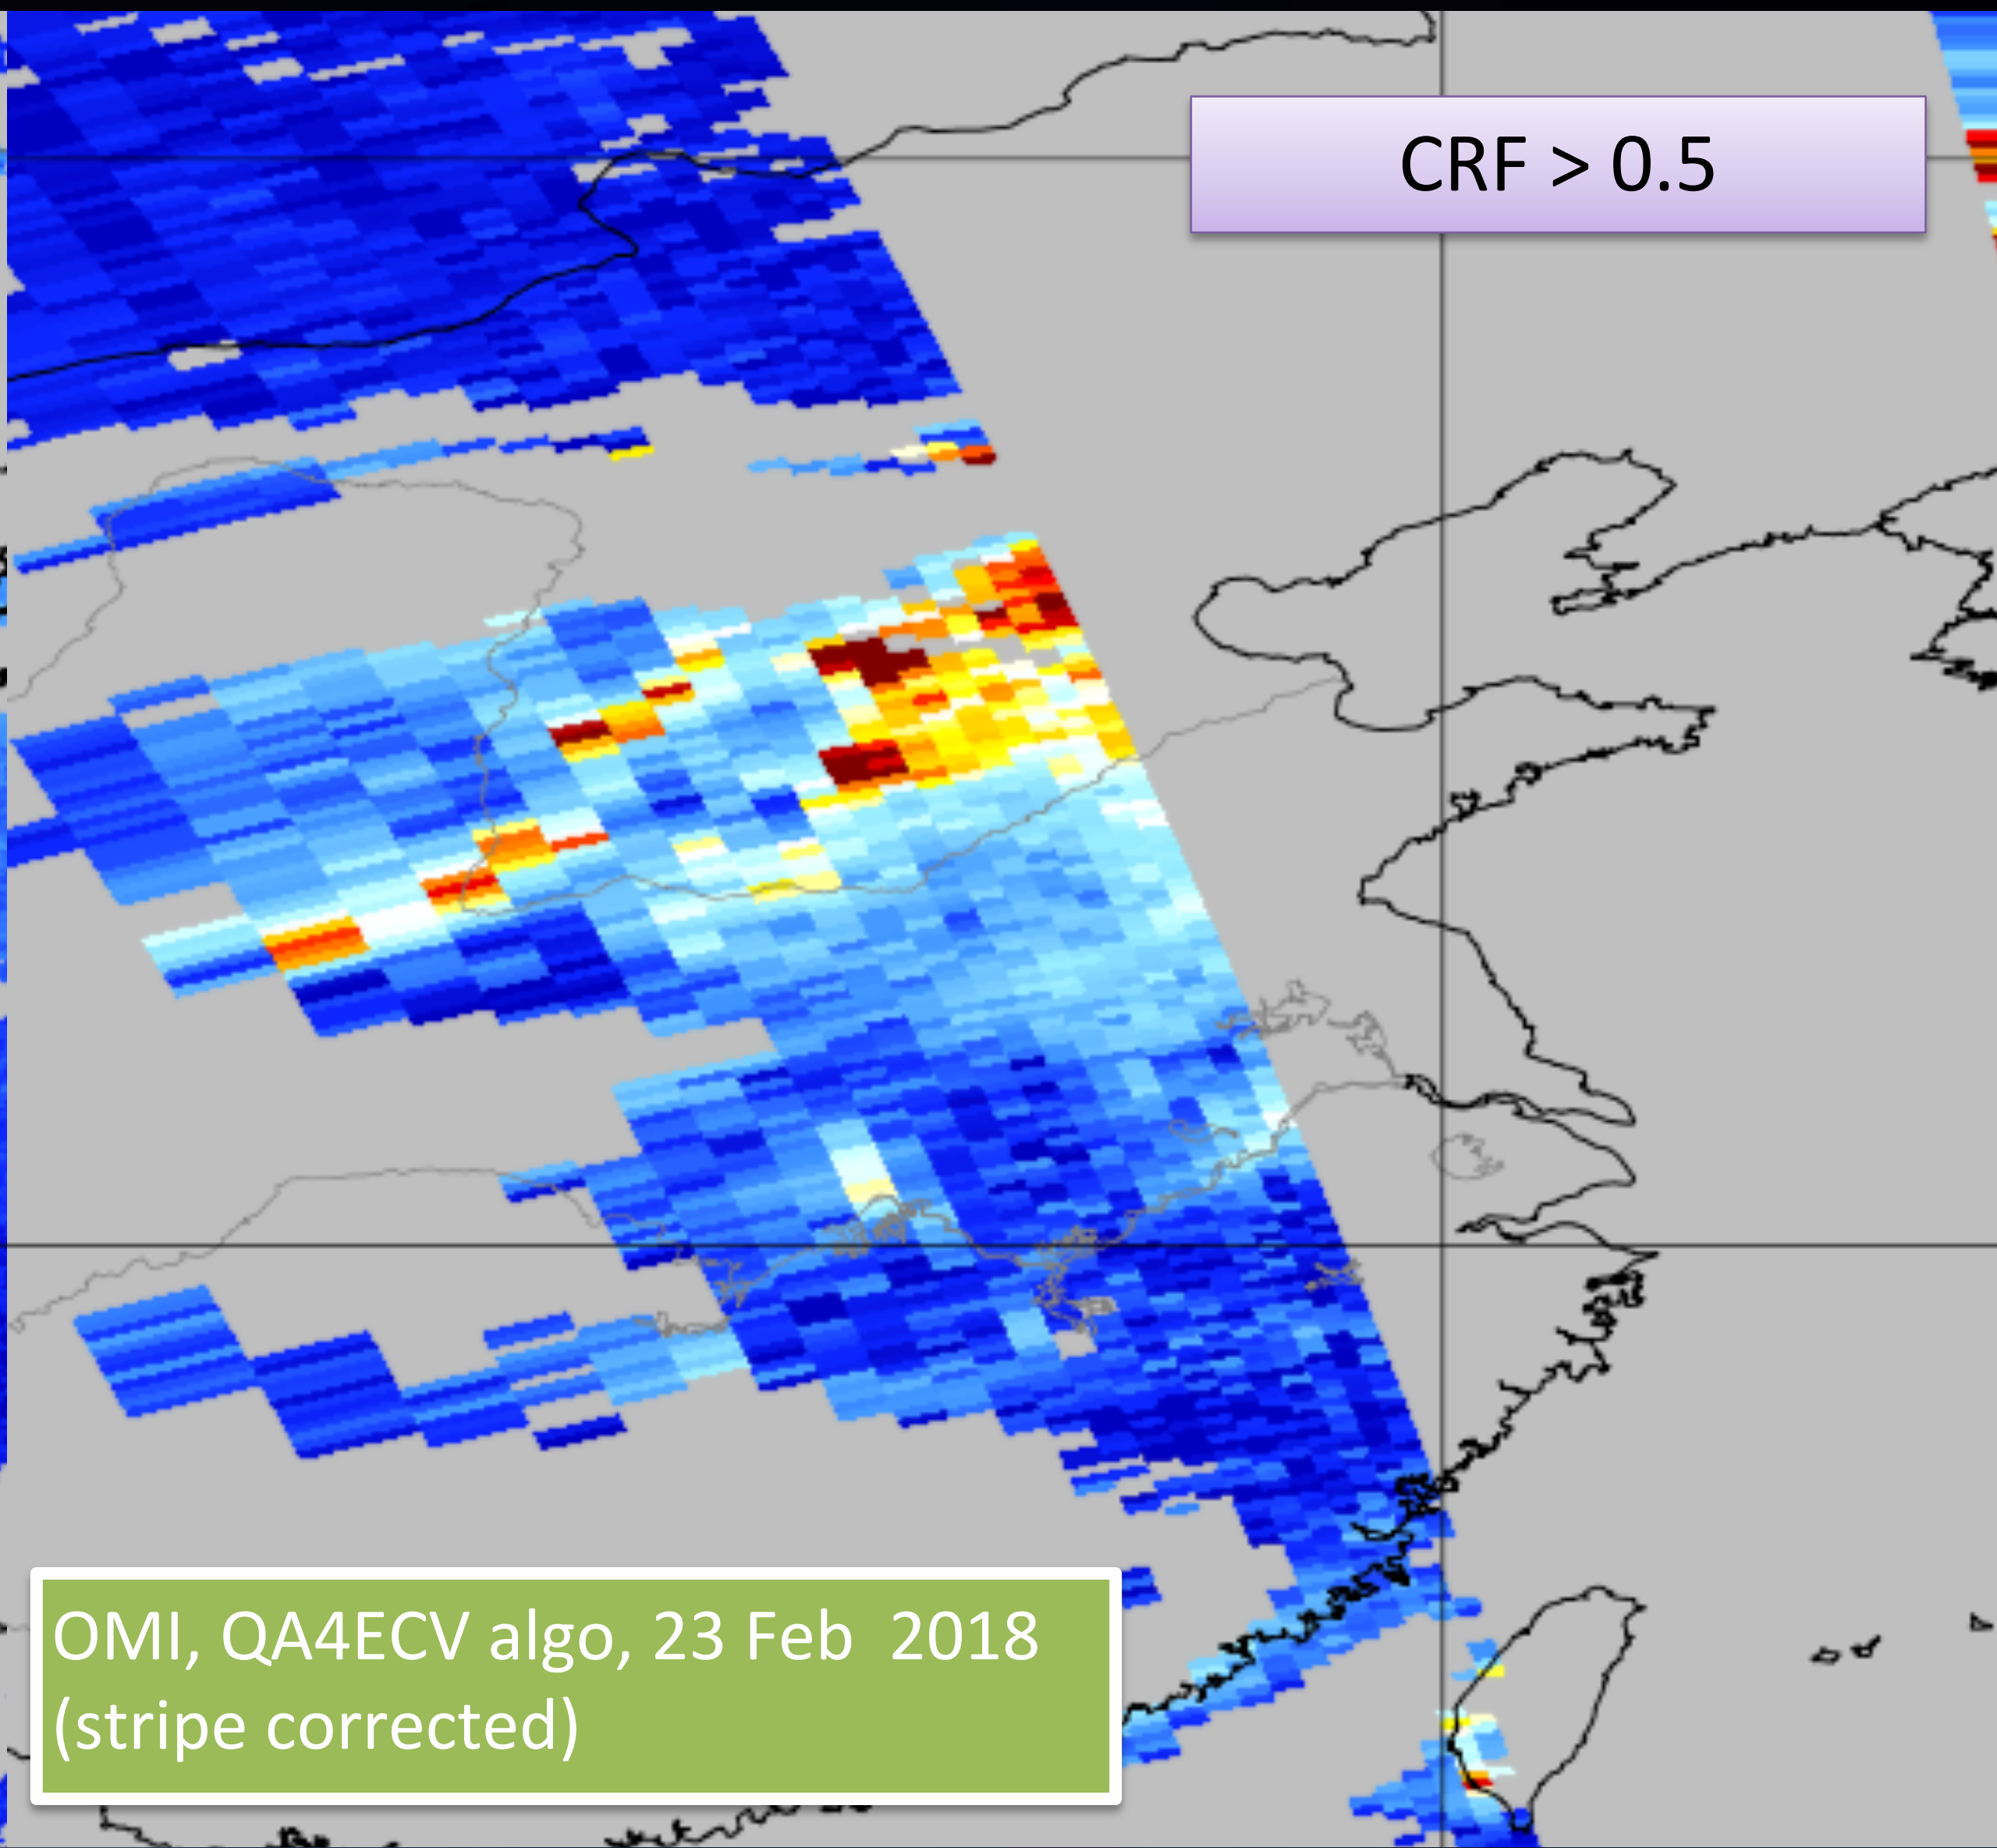 CRF > 0.5
OMI, QA4ECV algo, 23 Feb  2018
(stripe corrected)